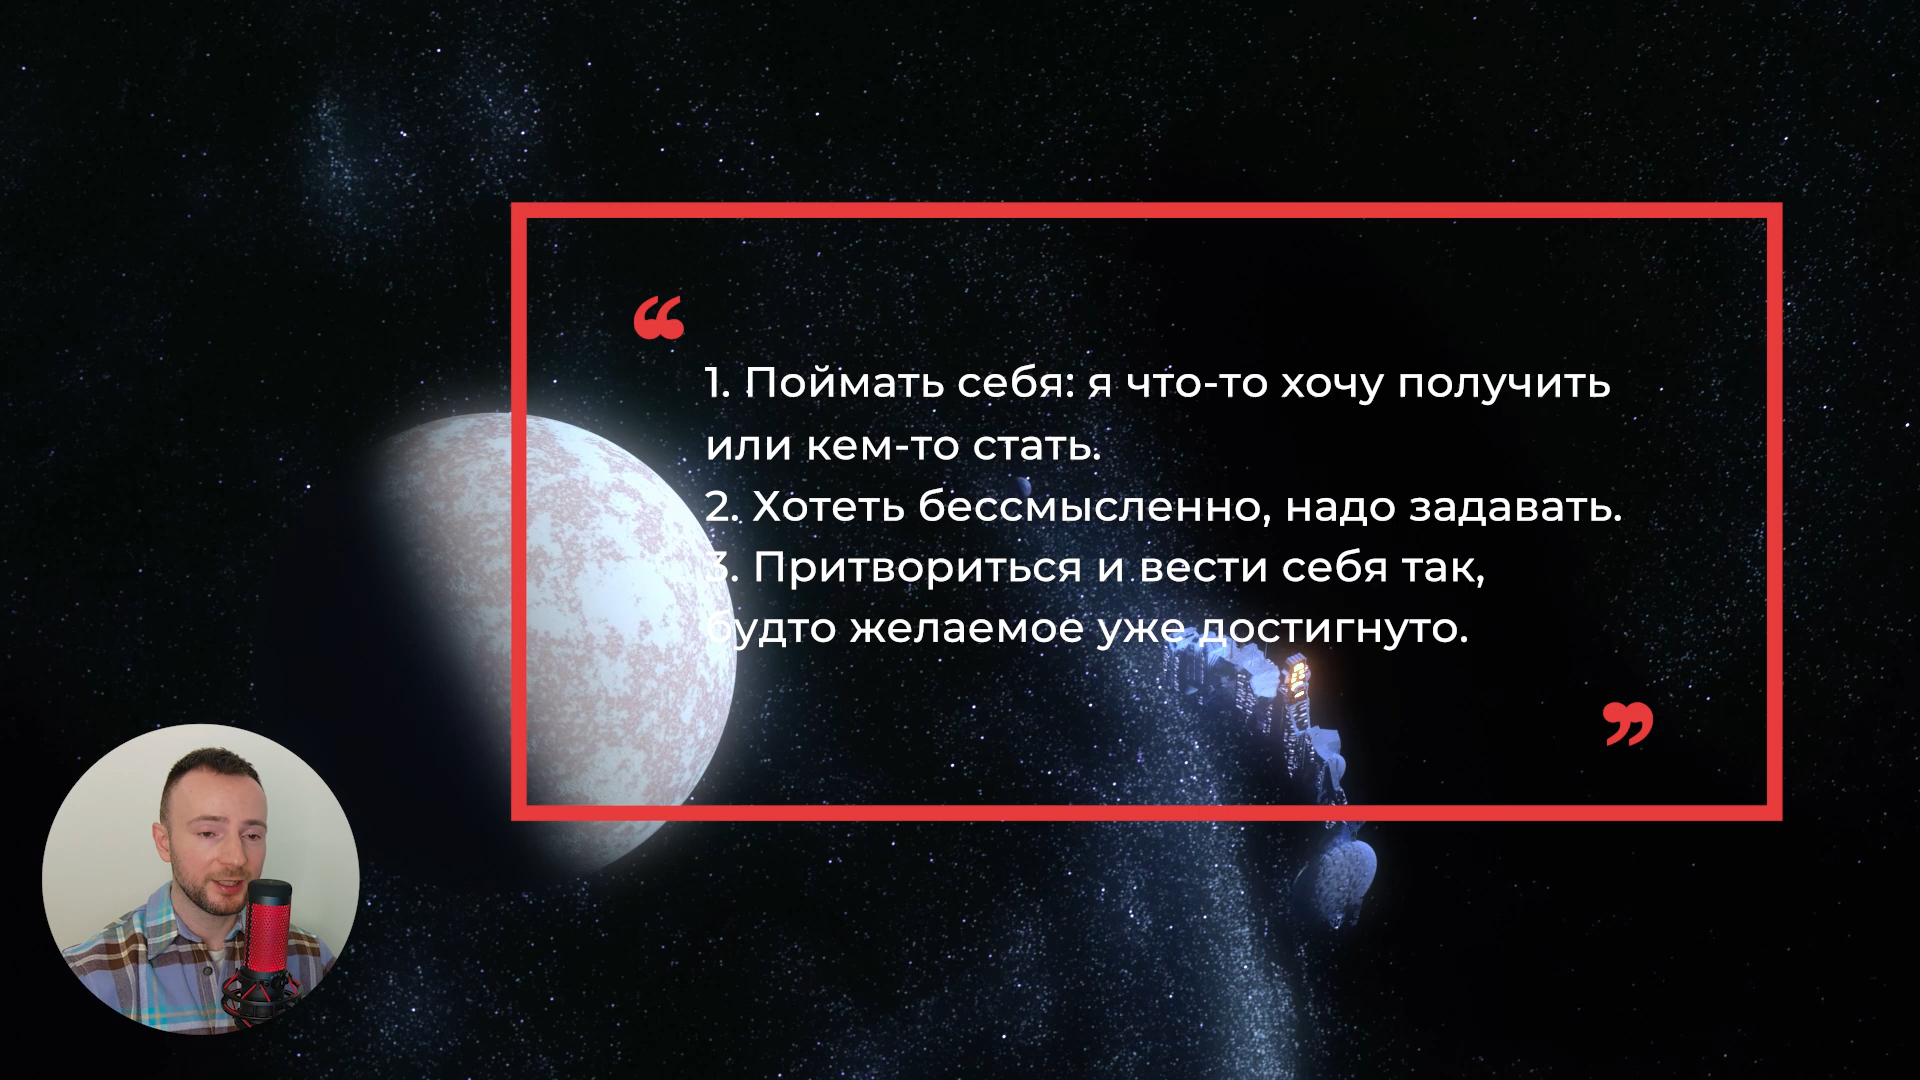 “
1. Поймать себя: я что-то хочу получить
или кем-то стать.
2. Хотеть бессмысленно, надо задавать.
3. Притвориться и вести себя так,
будто желаемое уже достигнуто.
”